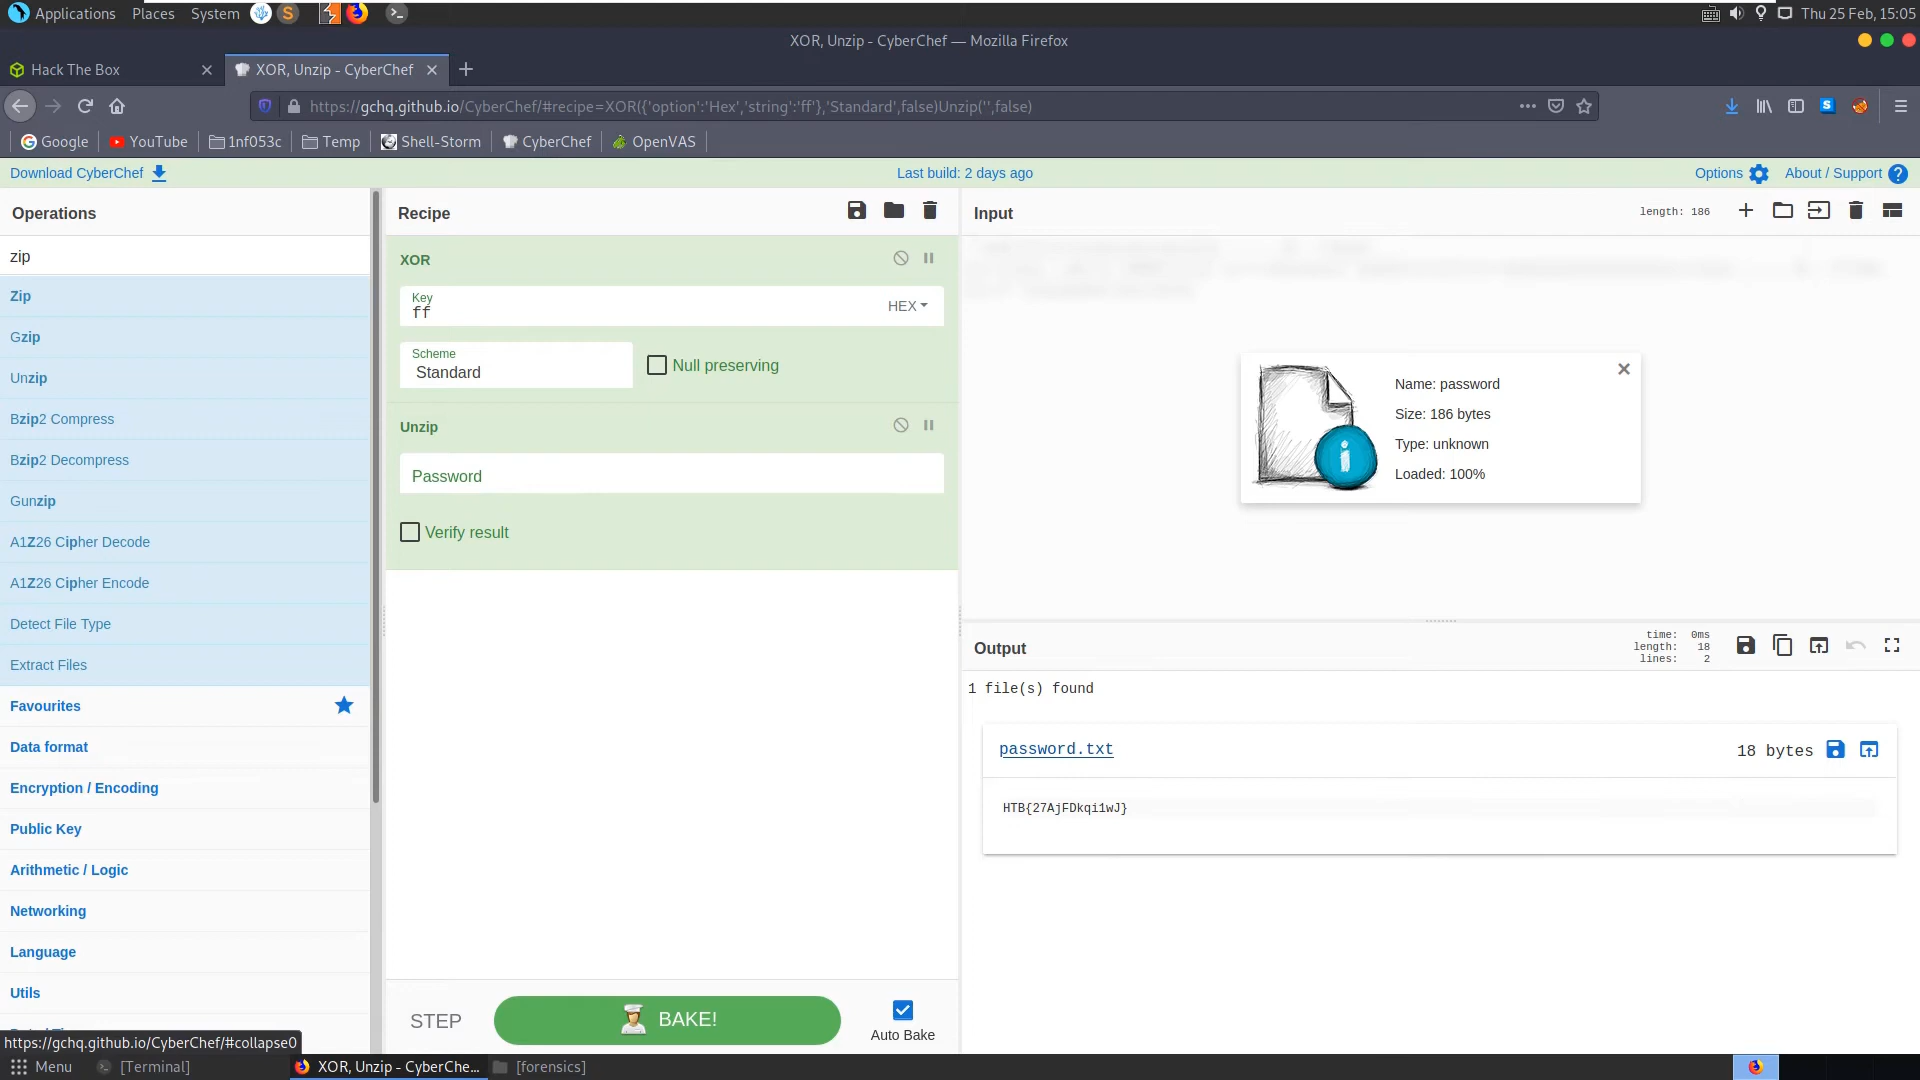 Applications Places System Thu 25 Feb, 15:05
XOR, Unzip - CyberChef — Mozilla Firefox
Hack The Box XOR, Unzip - CyberChef
https://gchq.github.io/CyberChef/#recipe=XOR({'option':'Hex','string':'ff'},'Standard',false)Unzip('',false)
Google YouTube 1nf053c Temp Shell-Storm CyberChef OpenVAS
Download CyberChef Last build: 2 days ago Options About / Support
Operations
zip
Zip
Gzip
Unzip
Bzip2 Compress
Bzip2 Decompress
Gunzip
A1Z26 Cipher Decode
A1Z26 Cipher Encode
Detect File Type
Extract Files
Favourites
Data format
Encryption / Encoding
Public Key
Arithmetic / Logic
Networking
Language
Utils
https://gchq.github.io/CyberChef/#collapse0
Recipe
XOR
Key
ff HEX
Scheme
Standard Null preserving
Unzip
Password
Verify result
STEP BAKE! Auto Bake
Input length: 186
Name: password
Size: 186 bytes
Type: unknown
Loaded: 100%
Output
time: 0ms
length: 18
lines: 2
1 file(s) found
password.txt 18 bytes
HTB{27AjFDkqi1wJ}
Menu [Terminal] XOR, Unzip - CyberChe... [forensics]